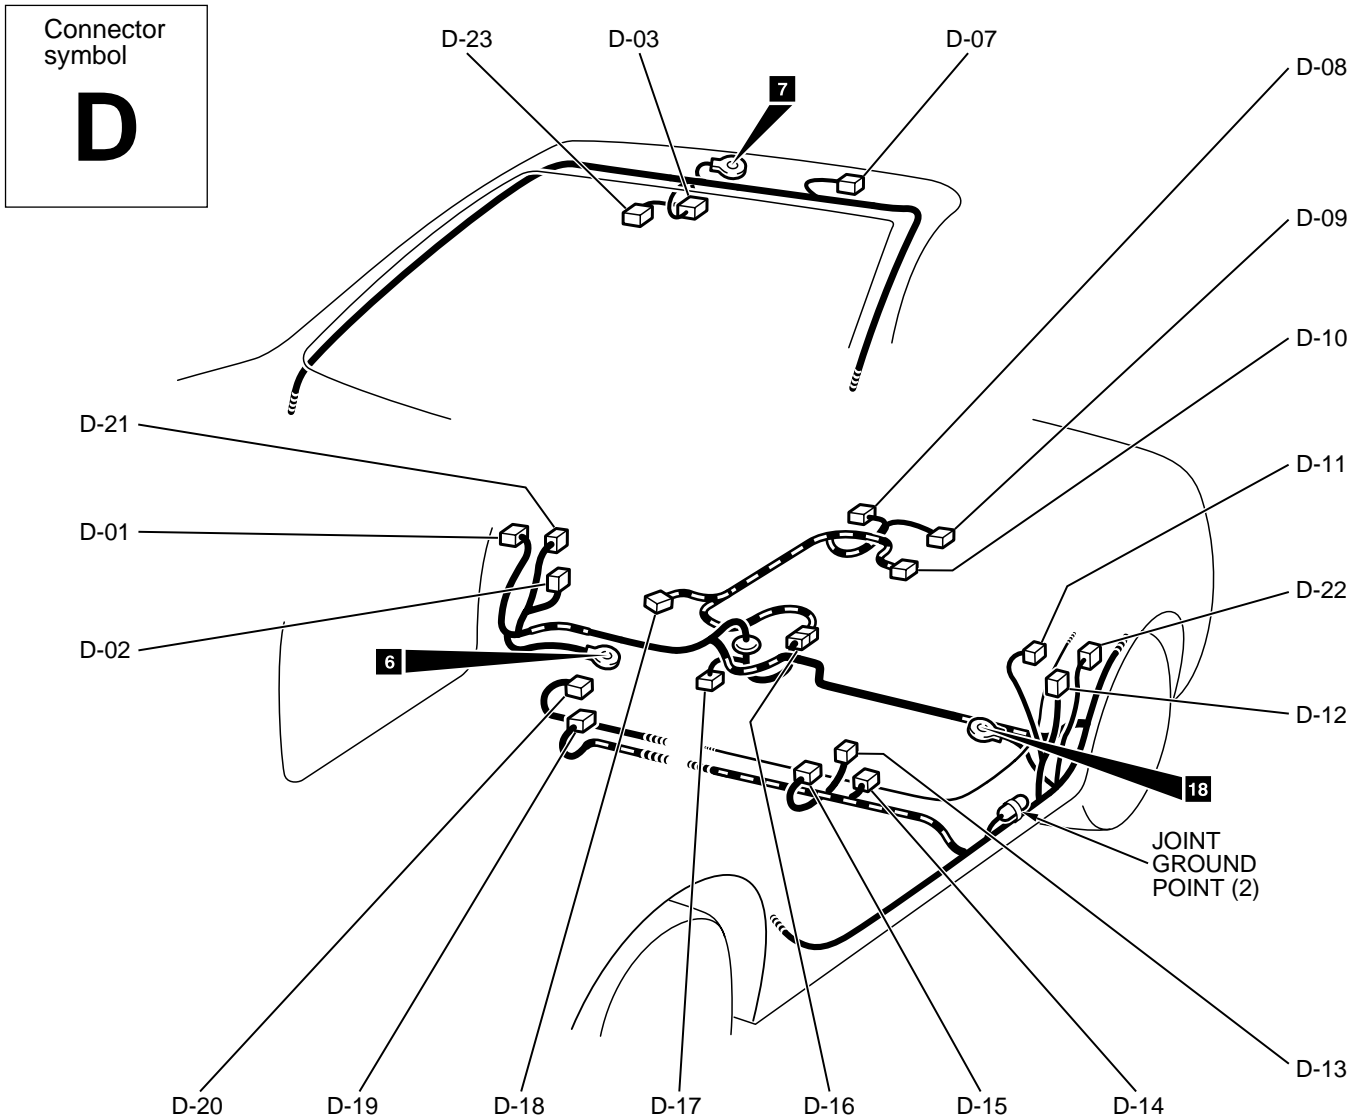 Connector
symbol
D
D-23
D-03
D-07
D-08
7
D-09
D-10
D-21
D-11
D-01
D-22
D-02
6
D-12
18
JOINT
GROUND
POINT (2)
D-13
D-20
D-19
D-18
D-17
D-16
D-15
D-14